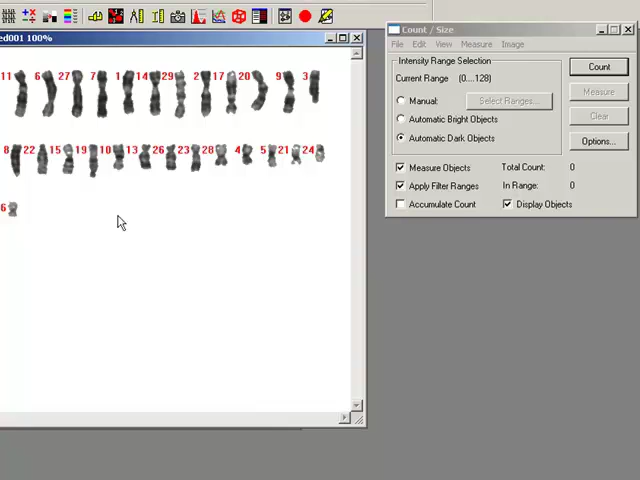 ed001 100%
11 6 27 7 1 14 29 2 17 20 9 3
8 22 15 19 10 13 26 23 28 4 5 21 24
6
Count / Size
File Edit View Measure Image
Intensity Range Selection
Current Range (0....128)
Manual: Select Ranges...
Automatic Bright Objects
Automatic Dark Objects
Count
Measure
Clear
Options...
Measure Objects Total Count: 0
Apply Filter Ranges In Range: 0
Accumulate Count Display Objects